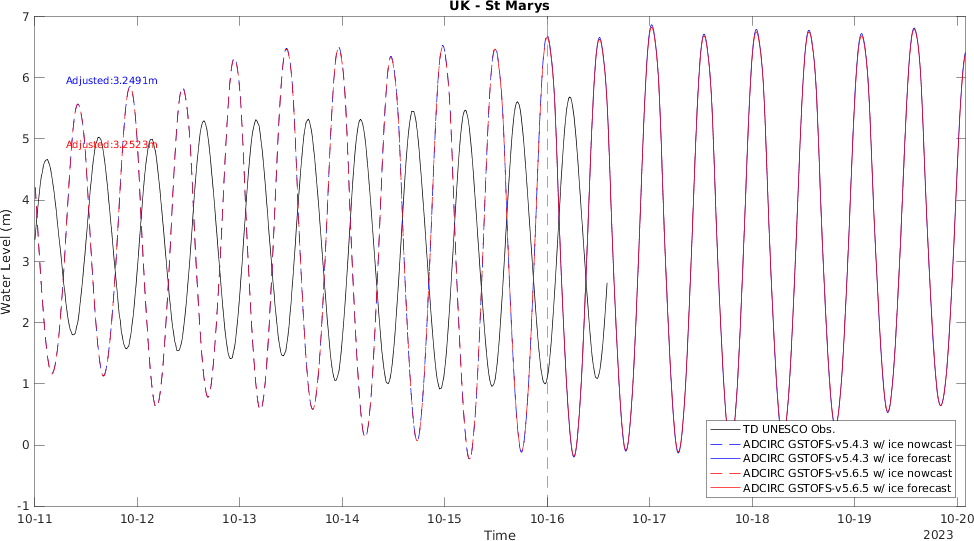 UK - St Marys
7
6
5
4
3
2
1
0
-1
Water Level (m)
Adjusted:3.2491m
Adjusted:3.2523m
TD UNESCO Obs.
ADCIRC GSTOFS-v5.4.3 w/ ice nowcast
ADCIRC GSTOFS-v5.4.3 w/ ice forecast
ADCIRC GSTOFS-v5.6.5 w/ ice nowcast
ADCIRC GSTOFS-v5.6.5 w/ ice forecast
10-11 10-12 10-13 10-14 10-15 10-16 10-17 10-18 10-19 10-20
Time
2023